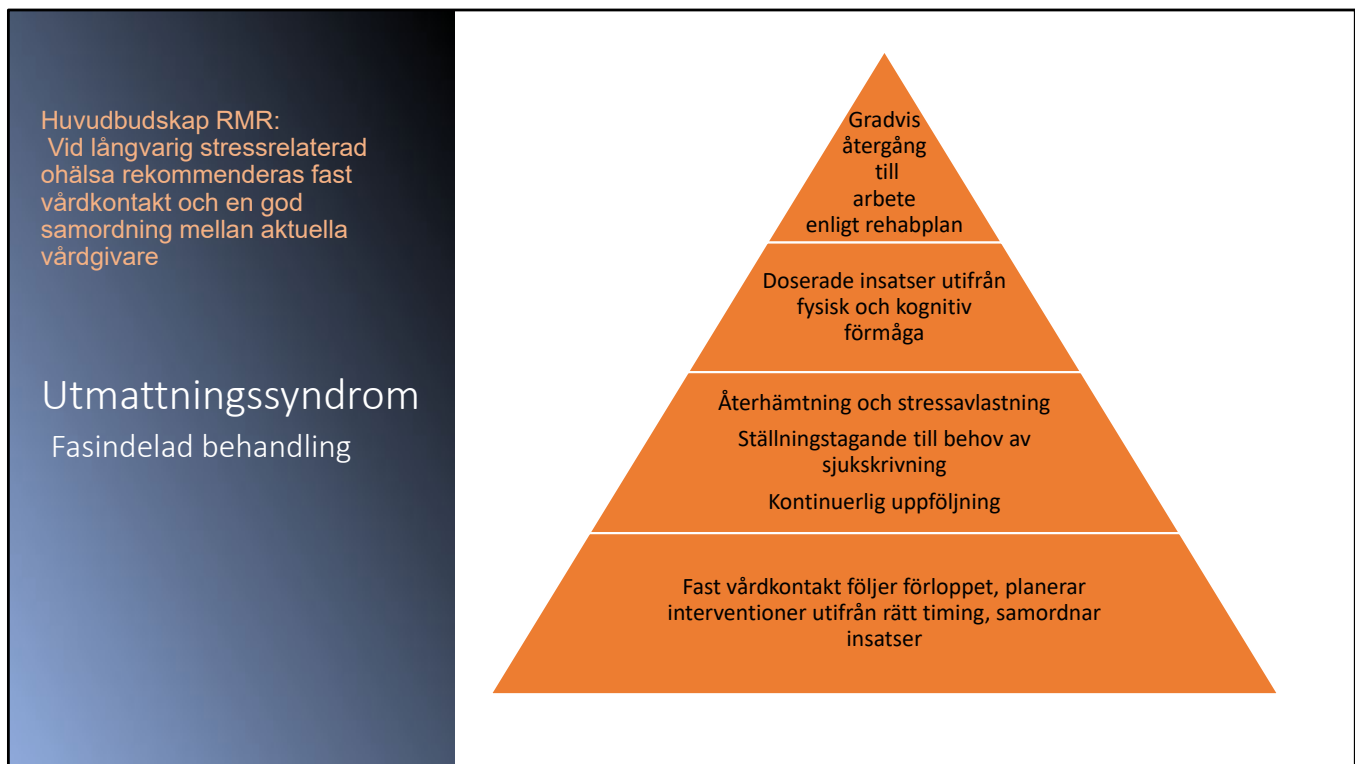 Huvudbudskap RMR:
Vid långvarig stressrelaterad
ohälsa rekommenderas fast
vårdkontakt och en god
samordning mellan aktuella
vårdgivare
Utmattningssyndrom
Fasindelad behandling
Gradvis
återgång
till
arbete
enligt rehabplan
Doserade insatser utifrån
fysisk och kognitiv
förmåga
Återhämtning och stressavlastning
Ställningstagande till behov av
sjukskrivning
Kontinuerlig uppföljning
Fast vårdkontakt följer förloppet, planerar
interventioner utifrån rätt timing, samordnar
insatser